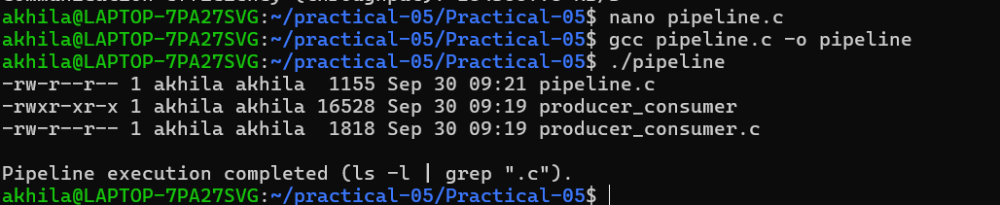 akhila@LAPTOP-7PA27SVG:~/practical-05/Practical-05$ nano pipeline.c
akhila@LAPTOP-7PA27SVG:~/practical-05/Practical-05$ gcc pipeline.c -o pipeline
akhila@LAPTOP-7PA27SVG:~/practical-05/Practical-05$ ./pipeline
-rw-r--r-- 1 akhila akhila  1155 Sep 30 09:21 pipeline.c
-rwxr-xr-x 1 akhila akhila 16528 Sep 30 09:19 producer_consumer
-rw-r--r-- 1 akhila akhila  1818 Sep 30 09:19 producer_consumer.c
Pipeline execution completed (ls -l | grep ".c").
akhila@LAPTOP-7PA27SVG:~/practical-05/Practical-05$